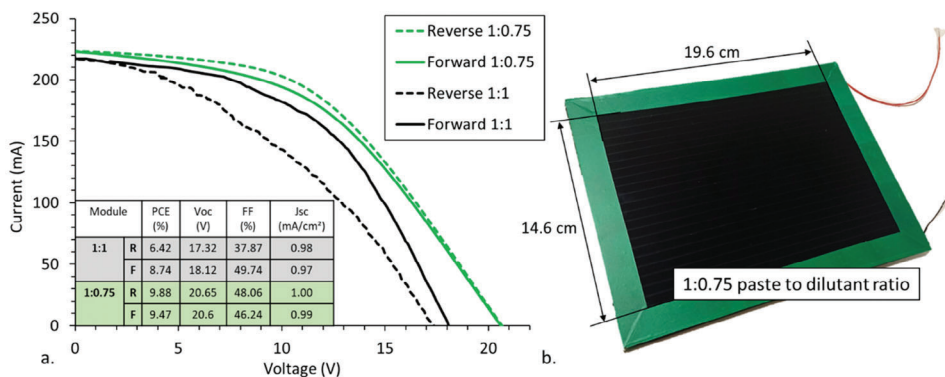 250
200
150
100
50
0
Current (mA)
0
5
10
15
20
Voltage (V)
a.
Reverse 1:0.75
Forward 1:0.75
Reverse 1:1
Forward 1:1
Module PCE (%) Voc (V) FF (%) Jsc (mA/cm²)
1:1 R 6.42 17.32 37.87 0.98
F 8.74 18.12 49.74 0.97
1:0.75 R 9.88 20.65 48.06 1.00
F 9.47 20.6 46.24 0.99
19.6 cm
14.6 cm
1:0.75 paste to dilutant ratio
b.